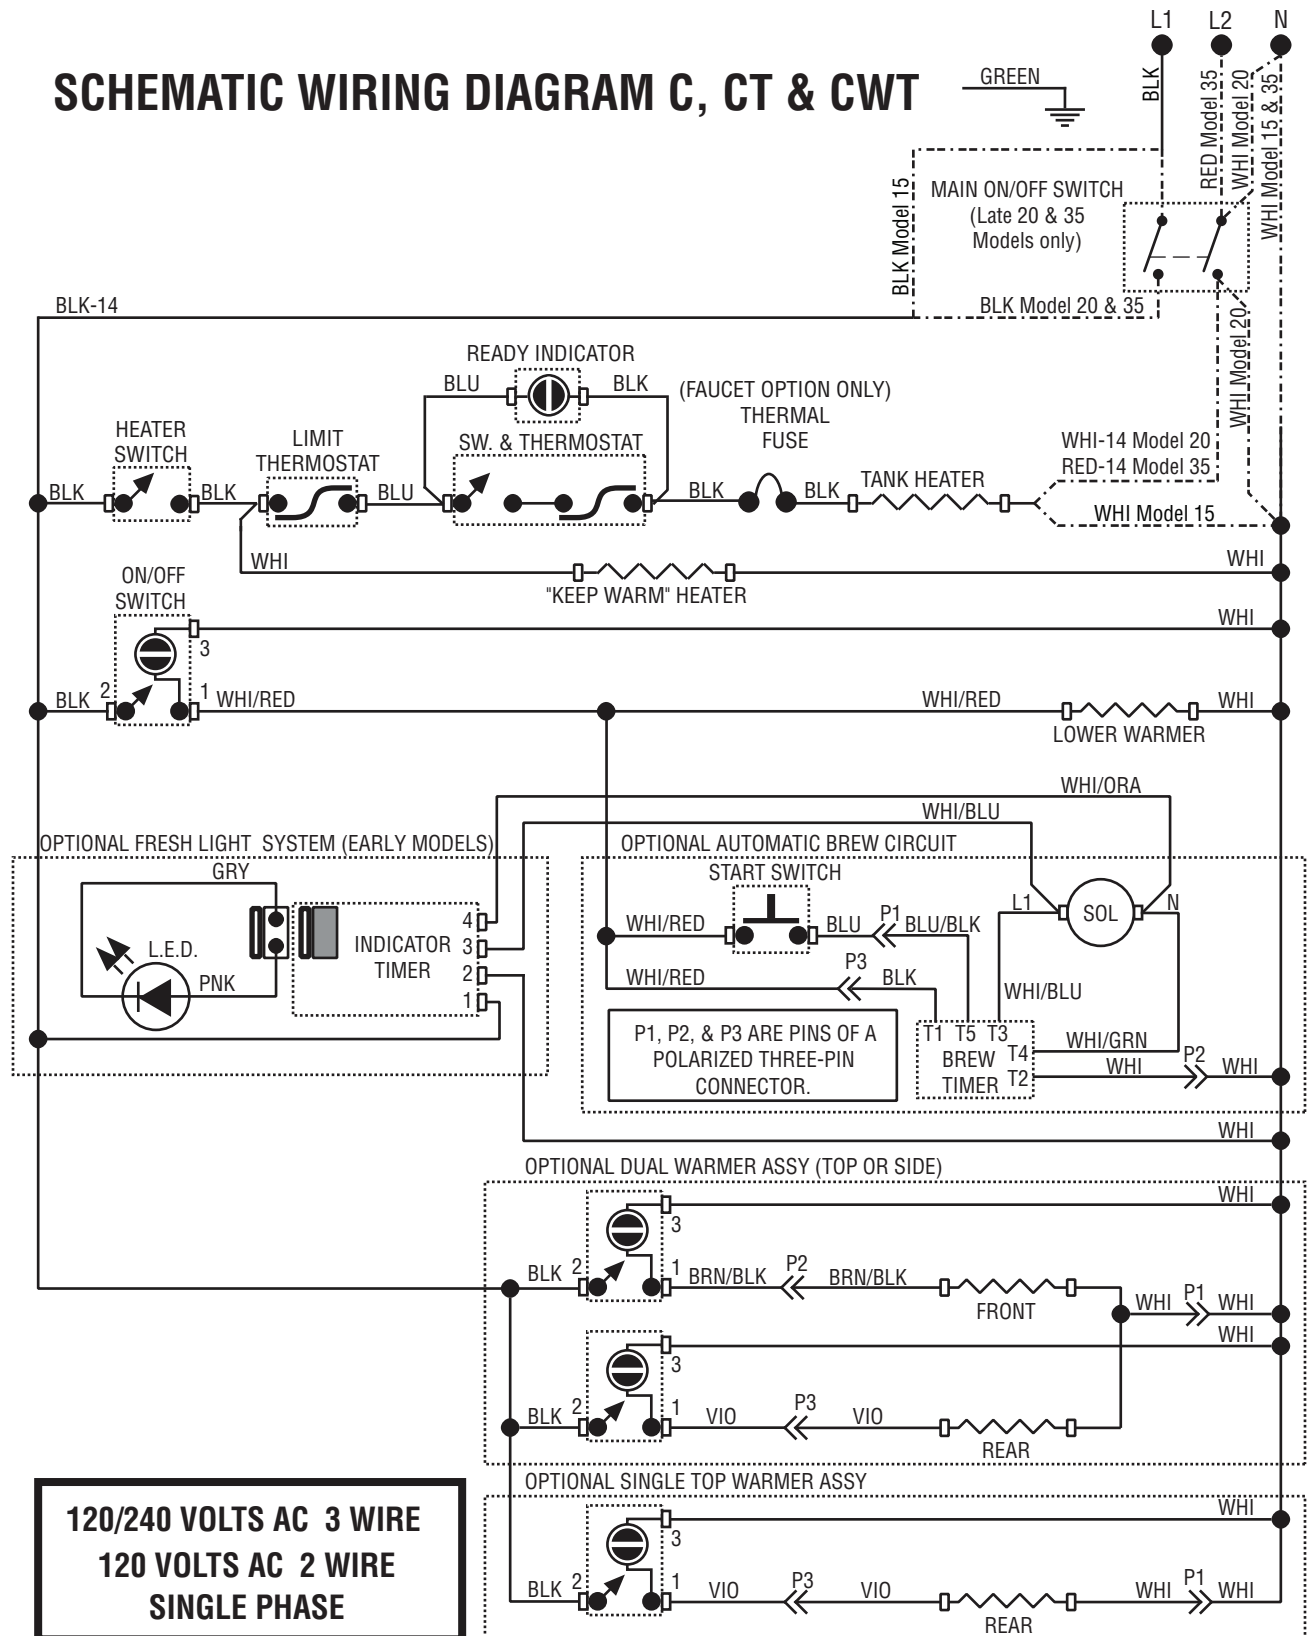 L1
L2
N
SCHEMATIC WIRING DIAGRAM C, CT & CWT
GREEN
BLK
RED Model 35
WHI Model 20
WHI Model 15 & 35
BLK Model 15
MAIN ON/OFF SWITCH
(Late 20 & 35
Models only)
BLK-14
BLK Model 20 & 35
WHI Model 20
READY INDICATOR
BLU
BLK
(FAUCET OPTION ONLY)
THERMAL
FUSE
HEATER
SWITCH
LIMIT
THERMOSTAT
SW. & THERMOSTAT
WHI-14 Model 20
RED-14 Model 35
TANK HEATER
BLK
BLK
BLU
BLK
BLK
WHI Model 15
WHI
WHI
"KEEP WARM" HEATER
ON/OFF
SWITCH
WHI
3
BLK
2
1
WHI/RED
WHI/RED
WHI
LOWER WARMER
WHI/ORA
WHI/BLU
OPTIONAL FRESH LIGHT SYSTEM (EARLY MODELS)
OPTIONAL AUTOMATIC BREW CIRCUIT
GRY
START SWITCH
L.E.D.
PNK
INDICATOR
TIMER
4
3
2
1
WHI/RED
BLU
P1
BLU/BLK
L1
SOL
N
WHI/RED
P3
BLK
WHI/BLU
P1, P2, & P3 ARE PINS OF A
POLARIZED THREE-PIN
CONNECTOR.
T1 T5 T3
BREW
TIMER
T4
T2
WHI/GRN
WHI
P2
WHI
WHI
OPTIONAL DUAL WARMER ASSY (TOP OR SIDE)
WHI
3
BLK
2
1
BRN/BLK
P2
BRN/BLK
FRONT
WHI
P1
WHI
WHI
3
BLK
2
1
VIO
P3
VIO
REAR
OPTIONAL SINGLE TOP WARMER ASSY
WHI
3
BLK
2
1
VIO
P3
VIO
REAR
WHI
P1
WHI
120/240 VOLTS AC 3 WIRE
120 VOLTS AC 2 WIRE
SINGLE PHASE